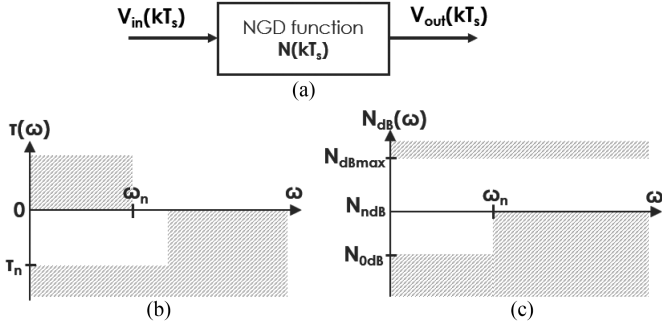 V_in(kT_s)
NGD function
N(kT_s)
V_out(kT_s)
(a)
τ(ω)
ω_n
ω
0
τ_n
(b)
N_dB(ω)
N_dBmax
ω_n
ω
N_ndB
N_0dB
(c)